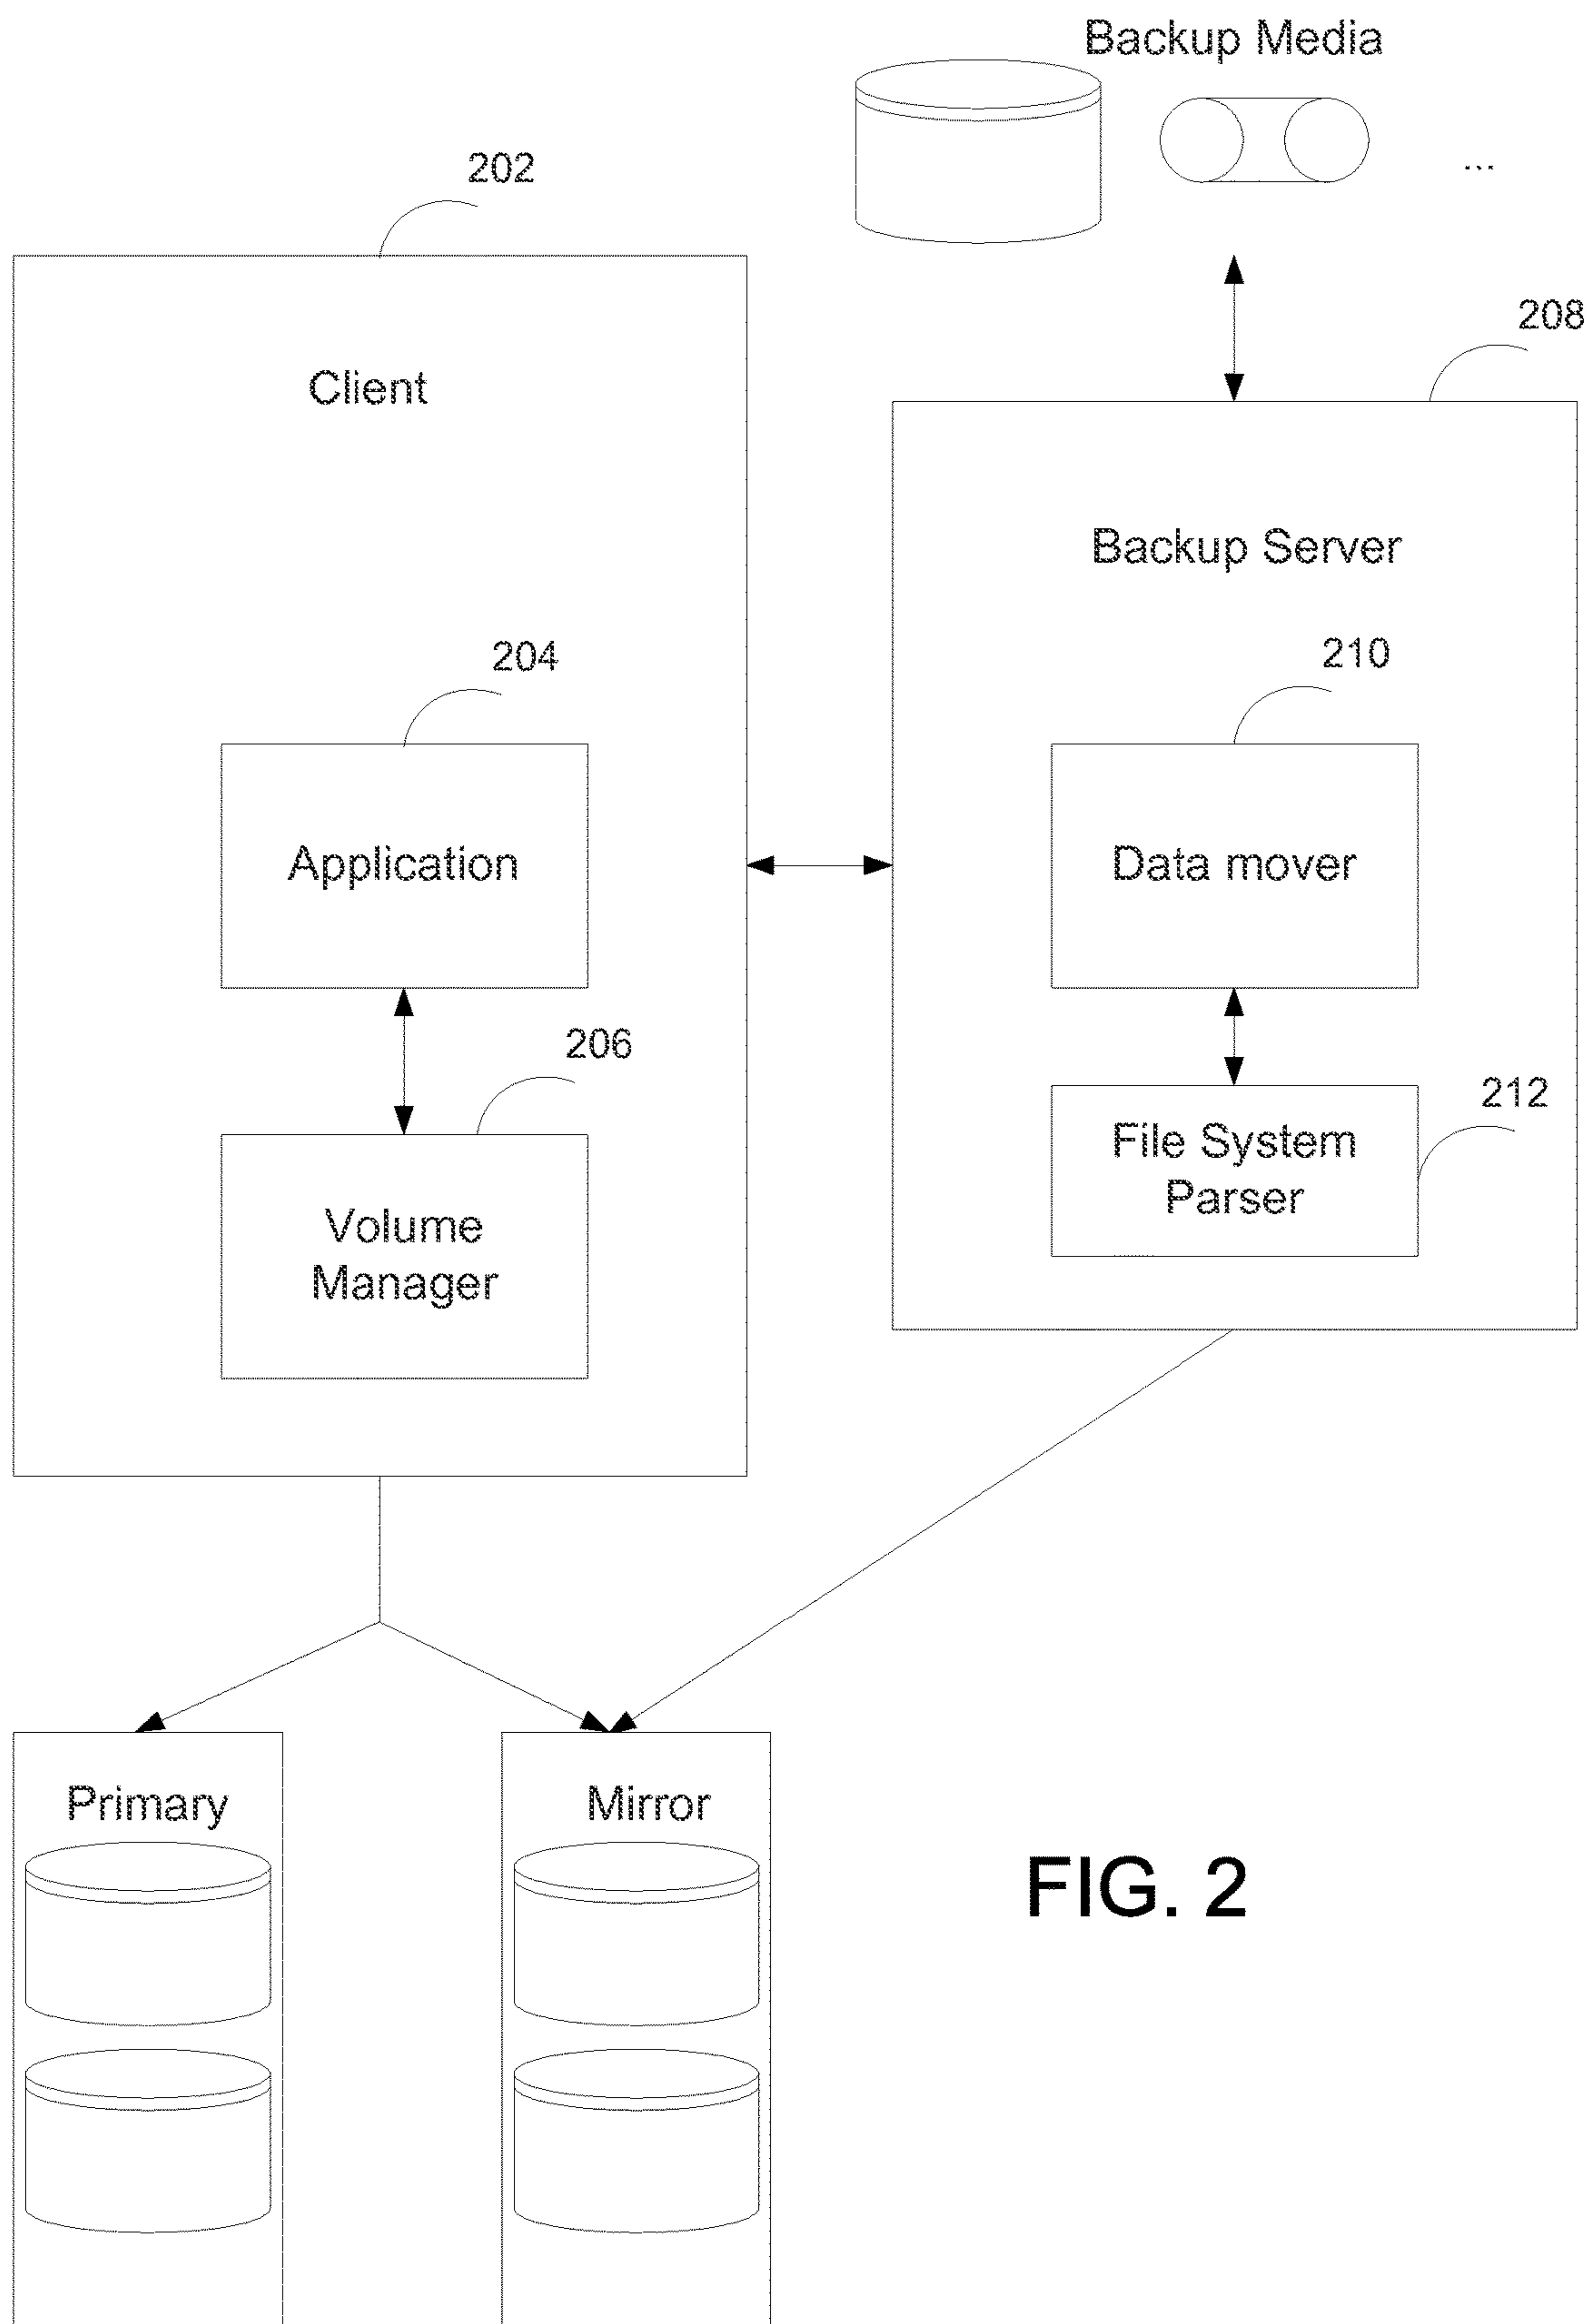 Backup Media
...
202
208
Client
Backup Server
204
210
Application
Data mover
206
212
File System
Parser
Volume
Manager
Primary
Mirror
FIG. 2